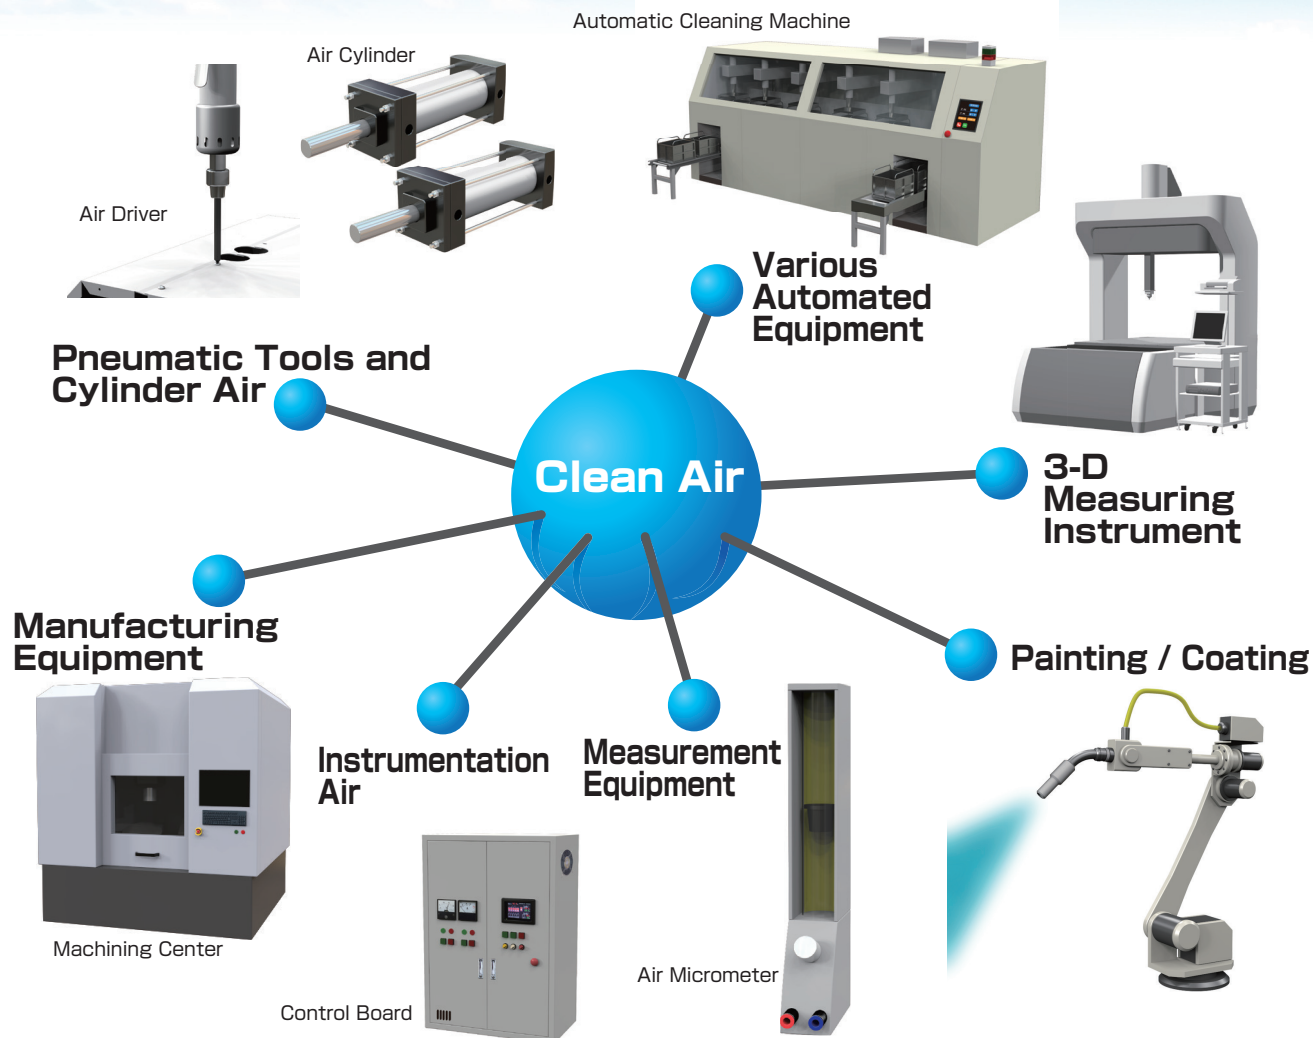 Automatic Cleaning Machine
Air Cylinder
Air Driver
Various
Automated
Equipment
Pneumatic Tools and
Cylinder Air
Clean Air
3-D
Measuring
Instrument
Manufacturing
Equipment
Painting / Coating
Instrumentation
Air
Measurement
Equipment
Machining Center
Air Micrometer
Control Board